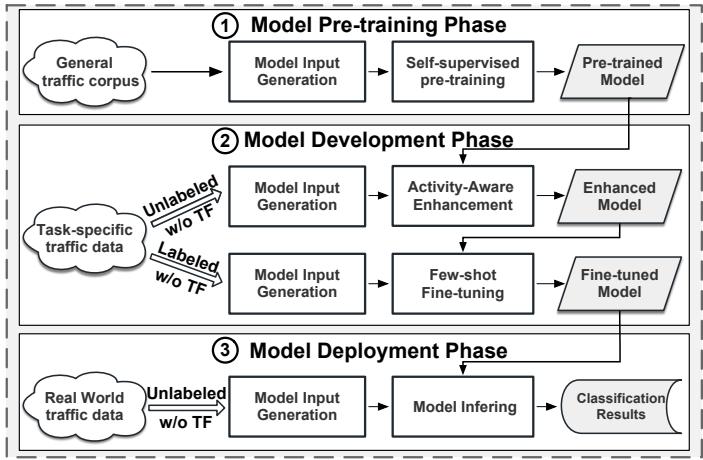 1 Model Pre-training Phase
General
traffic corpus
Model Input
Generation
Self-supervised
pre-training
Pre-trained
Model
2 Model Development Phase
Task-specific
traffic data
Unlabeled
w/o TF
Model Input
Generation
Activity-Aware
Enhancement
Enhanced
Model
Labeled
w/o TF
Model Input
Generation
Few-shot
Fine-tuning
Fine-tuned
Model
3 Model Deployment Phase
Real World
traffic data
Unlabeled
w/o TF
Model Input
Generation
Model Infering
Classification
Results